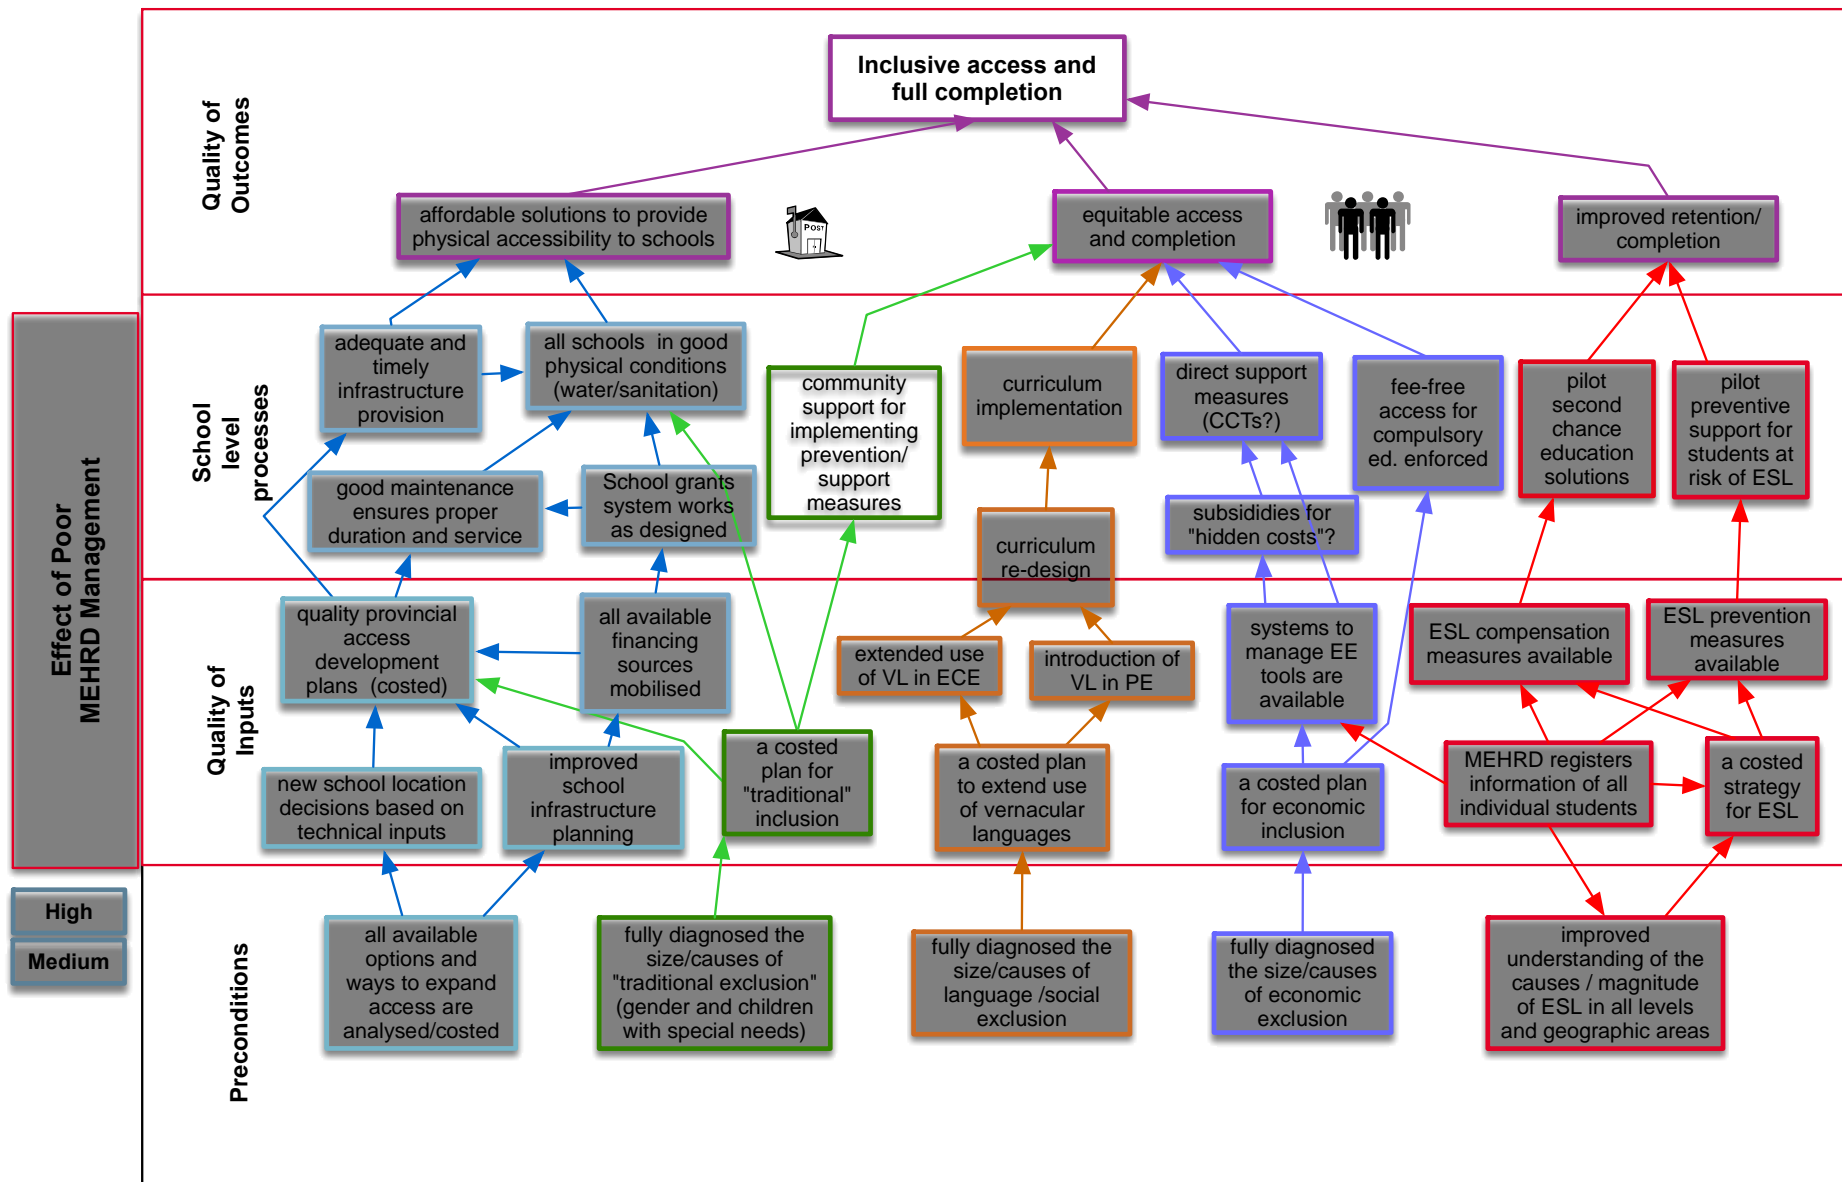 Inclusive access and
full completion
Quality of
Outcomes
affordable solutions to provide
physical accessibility to schools
POST
equitable access
and completion
improved retention/
completion
Effect of Poor
MEHRD Management
High
Medium
School
level
processes
adequate and
timely
infrastructure
provision
all schools in good
physical conditions
(water/sanitation)
community
support for
implementing
prevention/
support
measures
curriculum
implementation
direct support
measures
(CCTs?)
fee-free
access for
compulsory
ed. enforced
pilot
second
chance
education
solutions
pilot
preventive
support for
students at
risk of ESL
good maintenance
ensures proper
duration and service
School grants
system works
as designed
curriculum
re-design
subsididies for
"hidden costs"?
Quality of
Inputs
quality provincial
access
development
plans (costed)
all available
financing
sources
mobilised
extended use
of VL in ECE
introduction of
VL in PE
systems to
manage EE
tools are
available
ESL compensation
measures available
ESL prevention
measures
available
new school location
decisions based on
technical inputs
improved
school
infrastructure
planning
a costed
plan for
"traditional"
inclusion
a costed plan
to extend use
of vernacular
languages
a costed plan
for economic
inclusion
MEHRD registers
information of all
individual students
a costed
strategy
for ESL
Preconditions
all available
options and
ways to expand
access are
analysed/costed
fully diagnosed the
size/causes of
"traditional exclusion"
(gender and children
with special needs)
fully diagnosed the
size/causes of
language /social
exclusion
fully diagnosed
the size/causes
of economic
exclusion
improved
understanding of the
causes / magnitude
of ESL in all levels
and geographic areas